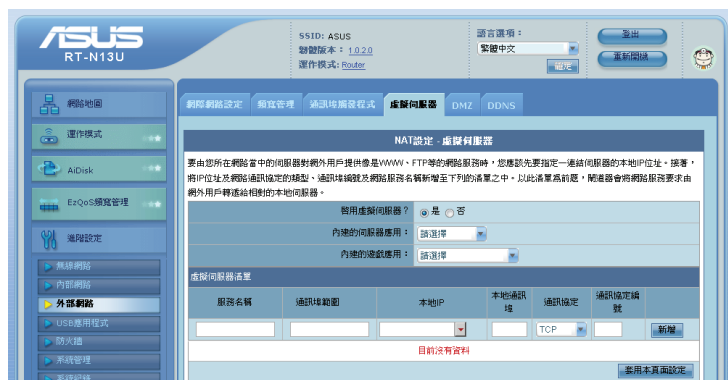 ASUS
RT-N13U
SSID: ASUS
韌體版本： 1.0.2.0
運作模式: Router
語言選項：
繁體中文
設定
登出
重新開機
網路地圖
運作模式
AiDisk
EzQoS頻寬管理
進階設定
無線網路
內部網路
外部網路
USB應用程式
防火牆
系統管理
系統紀錄
網際網路設定 頻寬管理 通訊埠觸發程式 虛擬伺服器 DMZ DDNS
NAT設定 - 虛擬伺服器
要由您所在網路當中的伺服器對網外用戶提供像是WWW、FTP等的網路服務時，您應該先要指定一連結伺服器的本地IP位址。接著，
將IP位址及網路通訊協定的類型、通訊埠編號及網路服務名稱新增至下列的清單之中。以此清單為前題，閘道器會將網路服務要求由
網外用戶轉遞給相對的本地伺服器。
啓用虛擬伺服器？ 是 否
內建的伺服器應用： 請選擇
內建的遊戲應用： 請選擇
虛擬伺服器清單
服務名稱 通訊埠範圍 本地IP 本地通訊埠 通訊協定 通訊協定編號
TCP 新增
目前沒有資料
套用本頁面設定